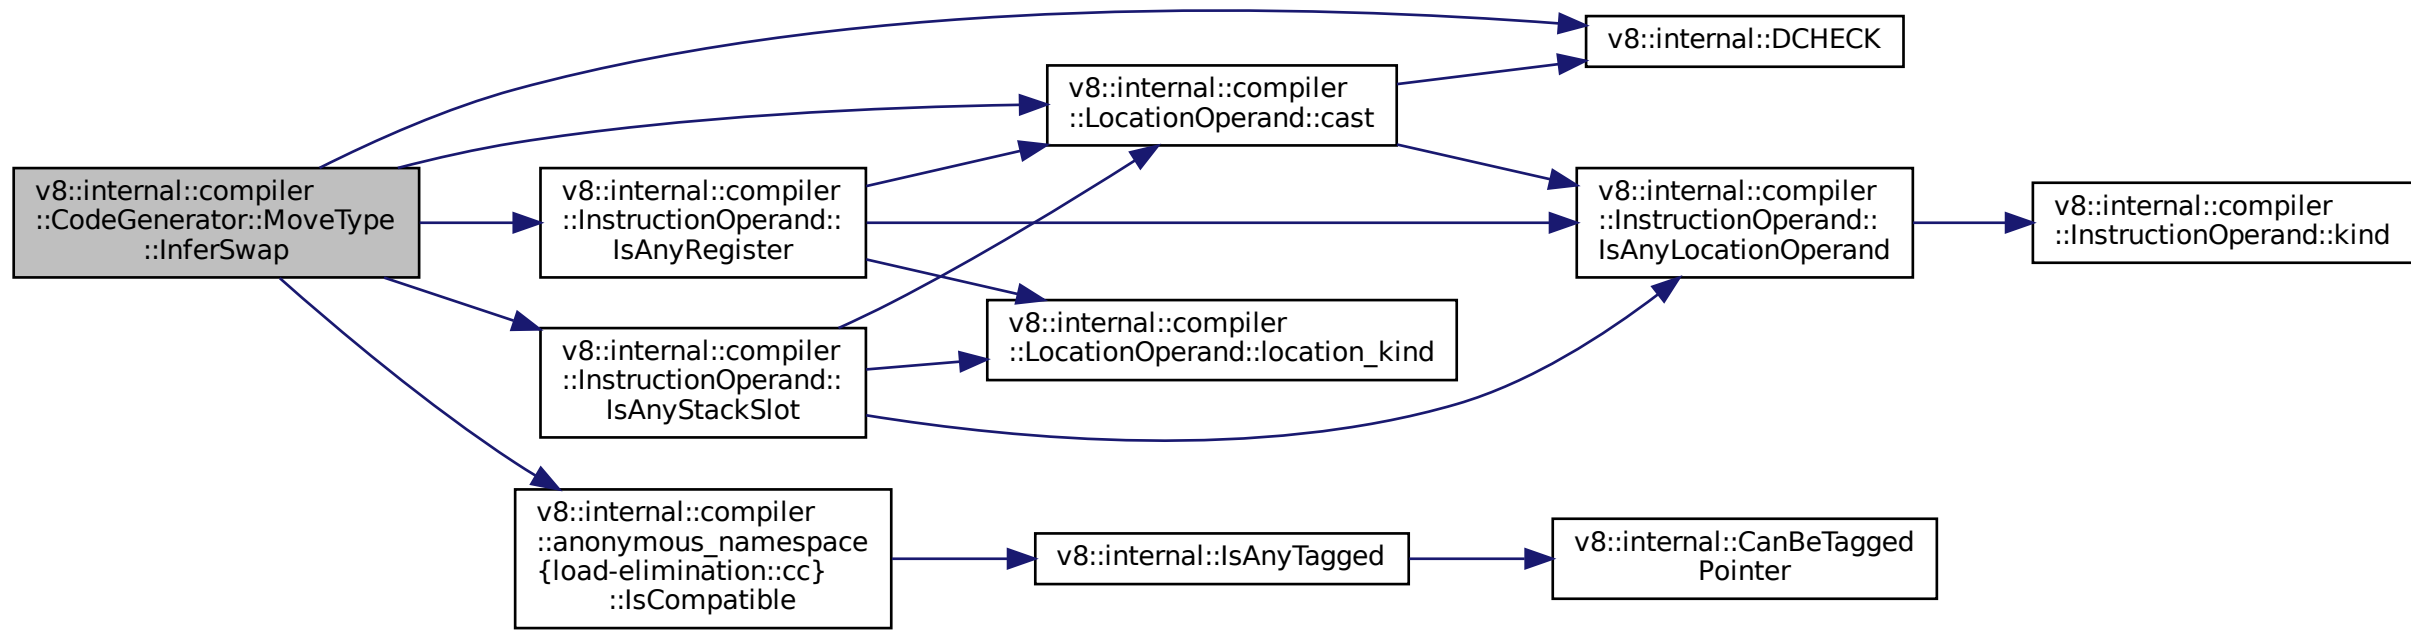 v8::internal::compiler
::CodeGenerator::MoveType
::InferSwap
v8::internal::DCHECK
v8::internal::compiler
::LocationOperand::cast
v8::internal::compiler
::InstructionOperand::
IsAnyRegister
v8::internal::compiler
::InstructionOperand::
IsAnyLocationOperand
v8::internal::compiler
::InstructionOperand::kind
v8::internal::compiler
::LocationOperand::location_kind
v8::internal::compiler
::InstructionOperand::
IsAnyStackSlot
v8::internal::compiler
::anonymous_namespace
{load-elimination::cc}
::IsCompatible
v8::internal::IsAnyTagged
v8::internal::CanBeTagged
Pointer